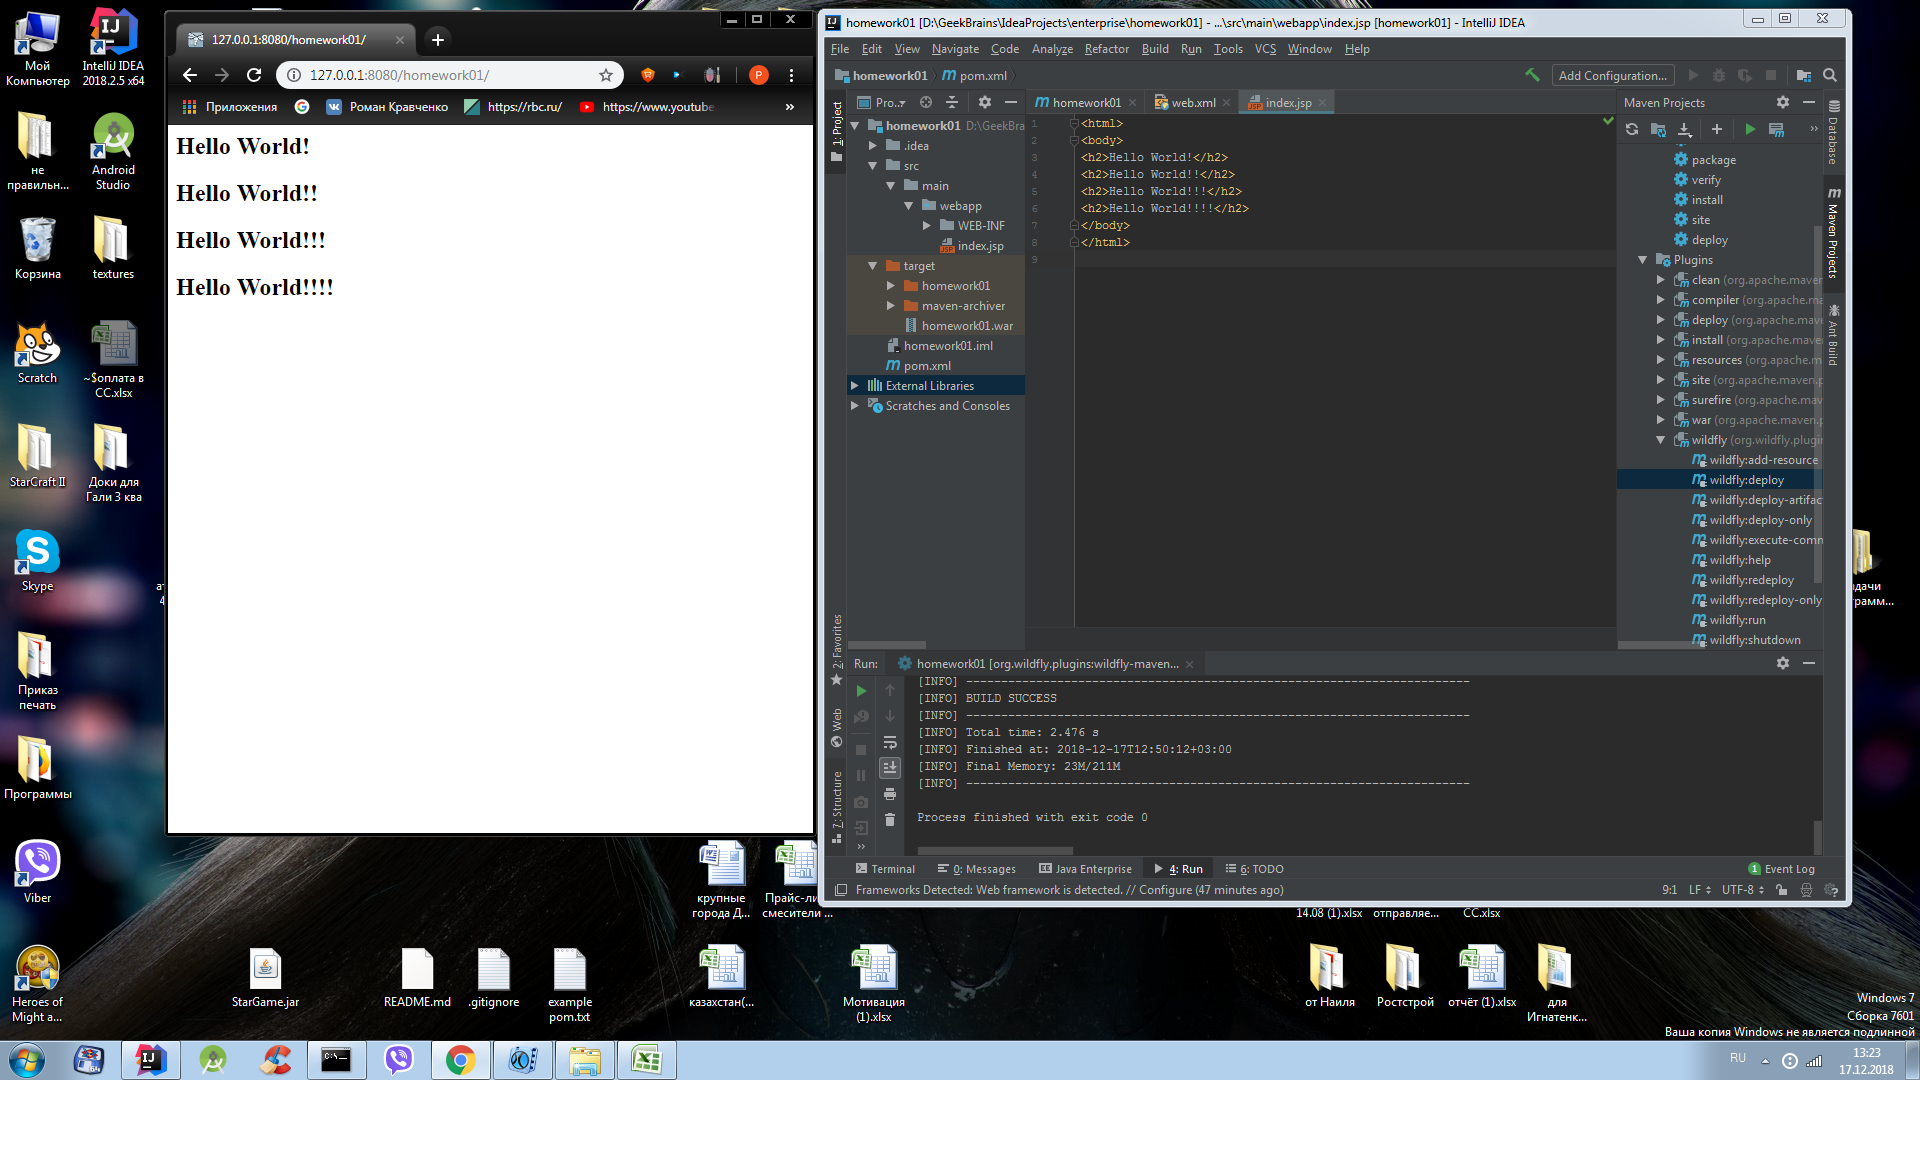 Мой Компьютер
IntelliJ IDEA 2018.2.5 x64
не правильн...
Android Studio
Корзина
textures
Scratch
~$оплата в СС.xlsx
StarCraft II
Доки для Гали 3 ква
Skype
Приказ печать
Программы
Viber
Heroes of Might a...
127.0.0.1:8080/homework01/
127.0.0.1:8080/homework01/
P
Приложения
Роман Кравченко
https://rbc.ru/
https://www.youtube
Hello World!
Hello World!!
Hello World!!!
Hello World!!!!
homework01 [D:\GeekBrains\IdeaProjects\enterprise\homework01] - ...\src\main\webapp\index.jsp [homework01] - IntelliJ IDEA
File Edit View Navigate Code Analyze Refactor Build Run Tools VCS Window Help
homework01 pom.xml
Add Configuration...
1: Project
Pro..
homework01 web.xml index.jsp
Maven Projects
homework01 D:\GeekBra
.idea
src
main
webapp
WEB-INF
index.jsp
target
homework01
maven-archiver
homework01.war
homework01.iml
pom.xml
External Libraries
Scratches and Consoles
1 <html>
2 <body>
3 <h2>Hello World!</h2>
4 <h2>Hello World!!</h2>
5 <h2>Hello World!!!</h2>
6 <h2>Hello World!!!!</h2>
7 </body>
8 </html>
9
package
verify
install
site
deploy
Plugins
clean (org.apache.maven
compiler (org.apache.ma
deploy (org.apache.mave
install (org.apache.maven
resources (org.apache.m
site (org.apache.maven.p
surefire (org.apache.mav
war (org.apache.maven.p
wildfly (org.wildfly.plugin
wildfly:add-resource
wildfly:deploy
wildfly:deploy-artifac
wildfly:deploy-only
wildfly:execute-comm
wildfly:help
wildfly:redeploy
wildfly:redeploy-only
wildfly:run
wildfly:shutdown
Database
Maven Projects
Ant Build
2: Favorites
Web
7: Structure
Run: homework01 [org.wildfly.plugins:wildfly-maven...
[INFO] ------------------------------------------------------------------------
[INFO] BUILD SUCCESS
[INFO] ------------------------------------------------------------------------
[INFO] Total time: 2.476 s
[INFO] Finished at: 2018-12-17T12:50:12+03:00
[INFO] Final Memory: 23M/211M
[INFO] ------------------------------------------------------------------------
Process finished with exit code 0
Terminal 0: Messages Java Enterprise 4: Run 6: TODO
1 Event Log
Frameworks Detected: Web framework is detected. // Configure (47 minutes ago)
9:1 LF UTF-8
крупные города Д...
Прайс-ли... смесители ...
14.08 (1).xlsx
отправляе...
СС.xlsx
StarGame.jar
README.md
.gitignore
example pom.txt
казахстан(...
Мотивация (1).xlsx
от Наиля
Ростстрой
отчёт (1).xlsx
для Игнатенк...
Windows 7
Сборка 7601
Ваша копия Windows не является подлинной
RU
13:23
17.12.2018